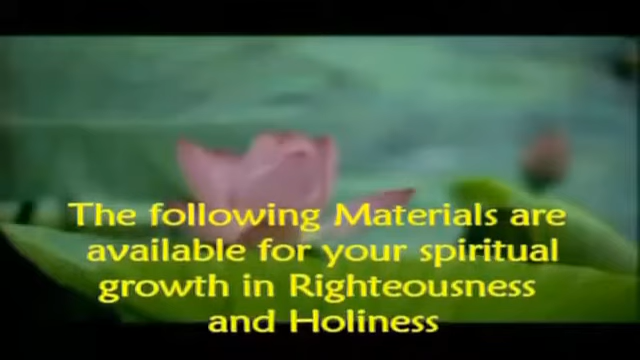 The following Materials are
available for your spiritual
growth in Righteousness
and Holiness